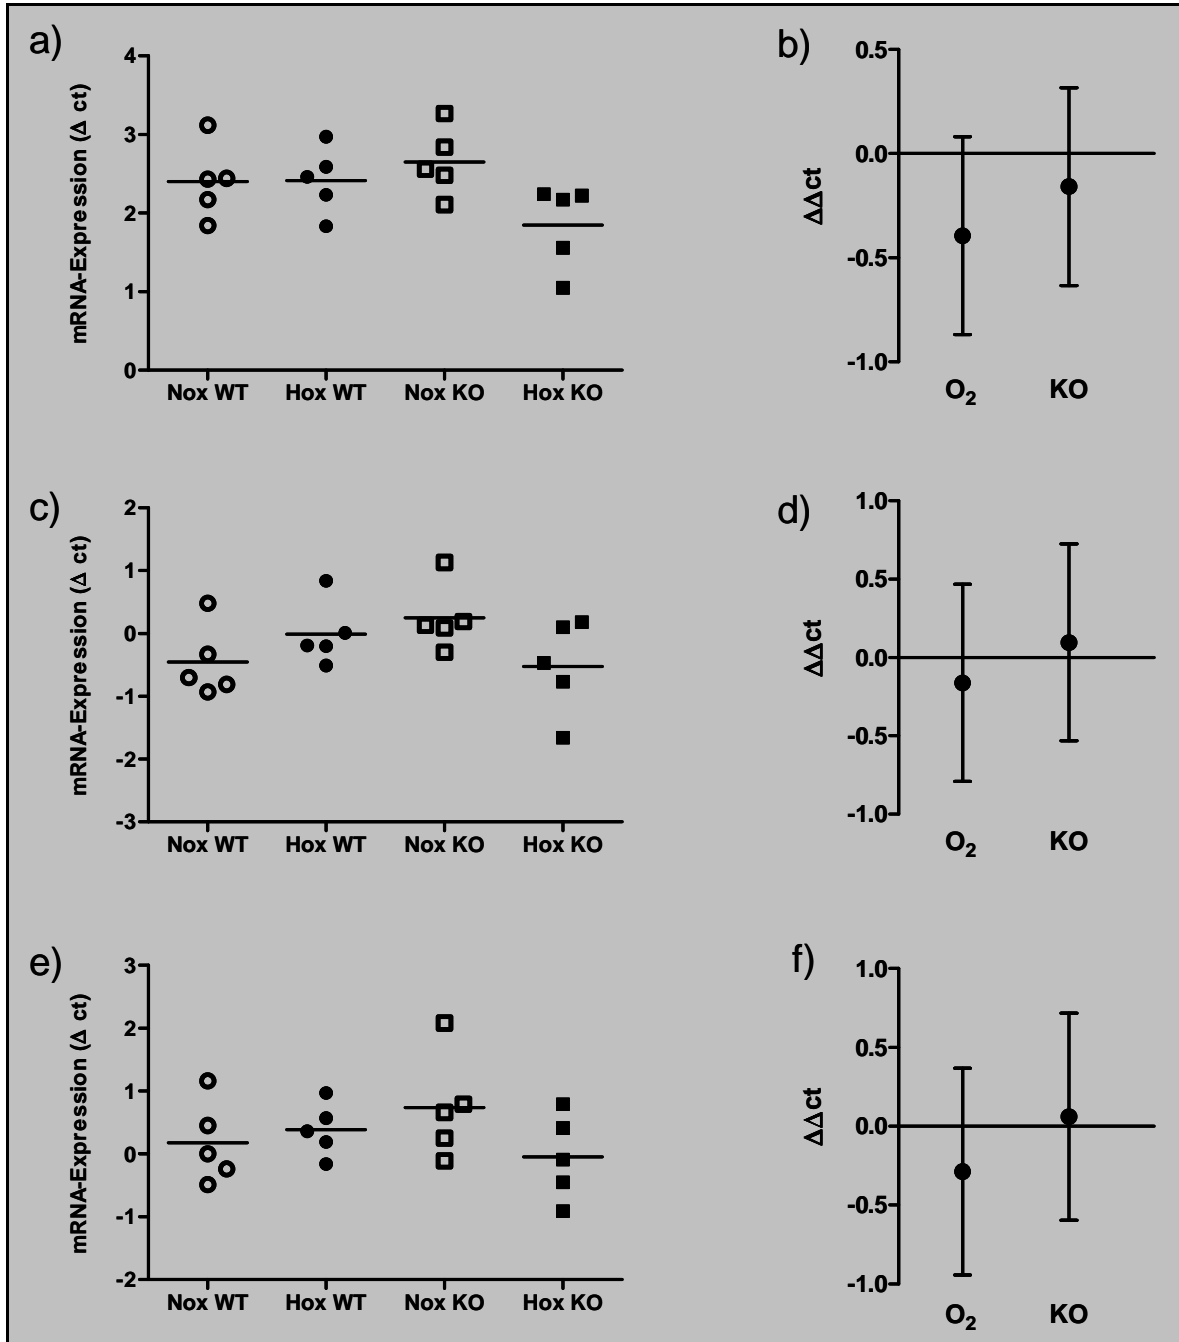 a)
mRNA-Expression (Δ ct)
4
3
2
1
0
Nox WT Hox WT Nox KO Hox KO
b)
ΔΔct
0.5
0.0
-0.5
-1.0
O₂ KO
c)
mRNA-Expression (Δ ct)
2
1
0
-1
-2
-3
Nox WT Hox WT Nox KO Hox KO
d)
ΔΔct
1.0
0.5
0.0
-0.5
-1.0
O₂ KO
e)
mRNA-Expression (Δ ct)
3
2
1
0
-1
-2
Nox WT Hox WT Nox KO Hox KO
f)
ΔΔct
1.0
0.5
0.0
-0.5
-1.0
O₂ KO